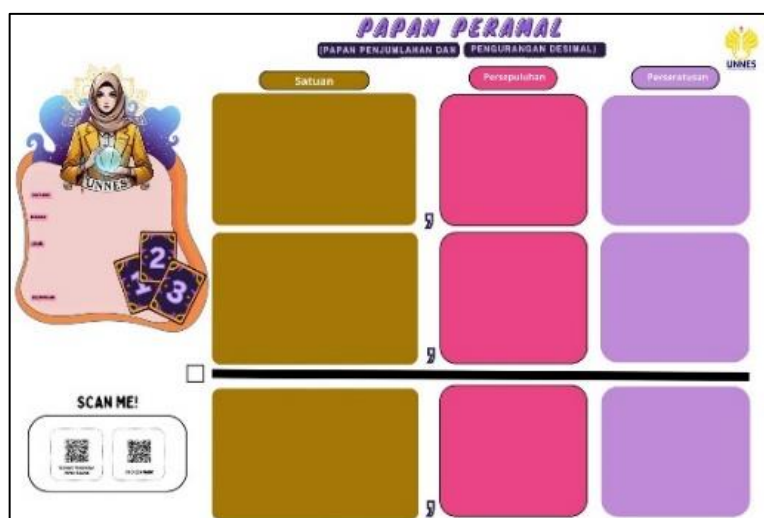 PAPAN PERAMAL
(PAPAN PENJUMLAHAN DAN PENGURANGAN DESIMAL)
UNNES
Satuan
Persepuluhan
Perseratusan
UNNES
2
1
3
,
,
SCAN ME!
,